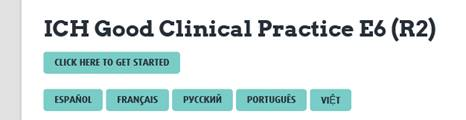 ICH Good Clinical Practice E6 (R2)
CLICK HERE TO GET STARTED
ESPAÑOL FRANÇAIS РУССКИЙ PORTUGUÊS VIỆT